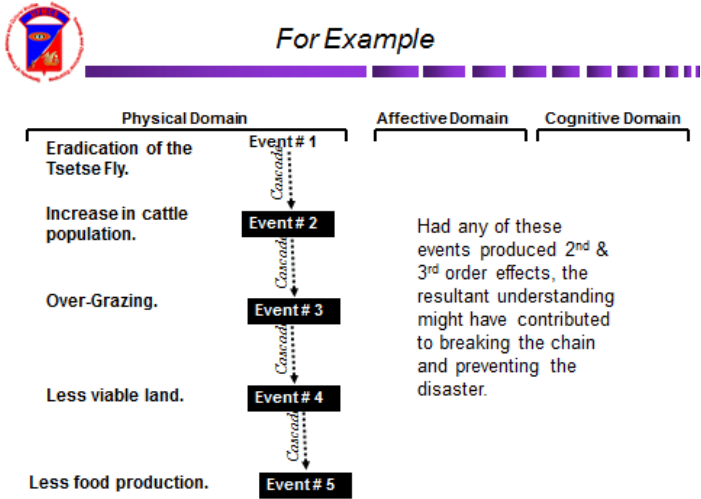 For Example
Physical Domain
Affective Domain
Cognitive Domain
Eradication of the
Tsetse Fly.
Event # 1
Cascade
Increase in cattle
population.
Event # 2
Cascade
Over-Grazing.
Event # 3
Cascade
Less viable land.
Event # 4
Cascade
Less food production.
Event # 5
Had any of these
events produced 2nd &
3rd order effects, the
resultant understanding
might have contributed
to breaking the chain
and preventing the
disaster.